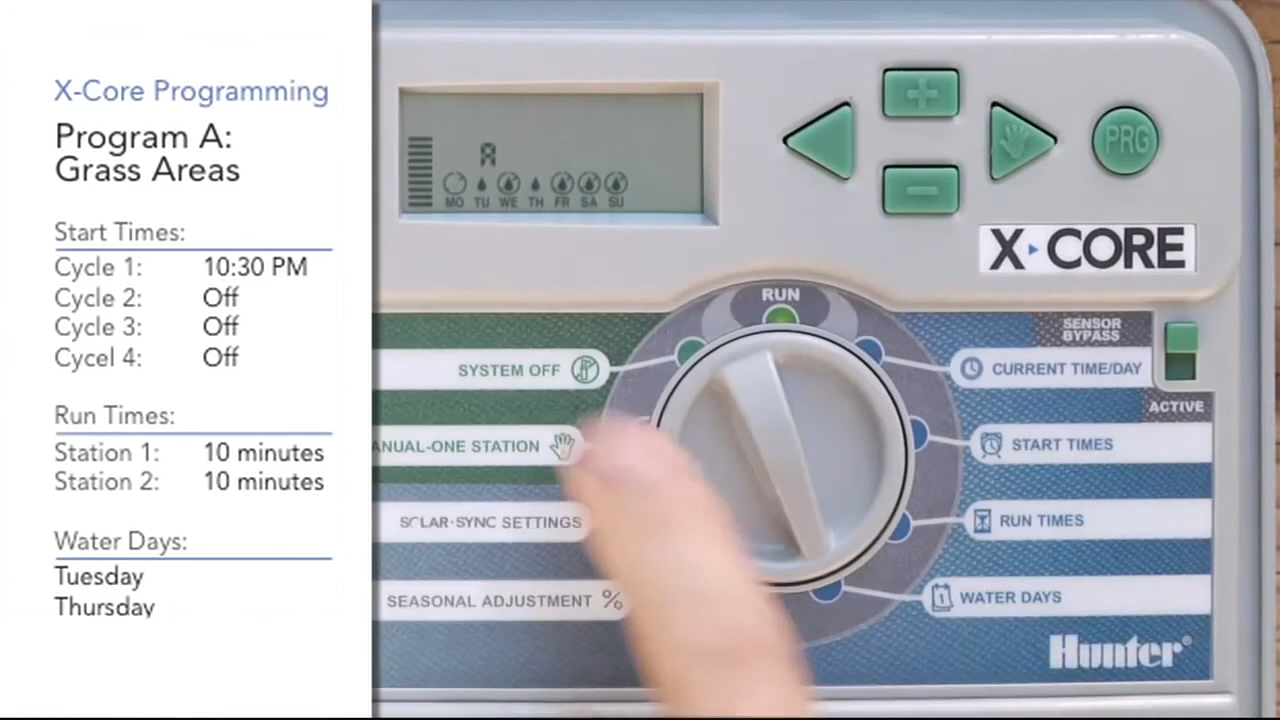 X-Core Programming
Program A:
Grass Areas
Start Times:
Cycle 1: 10:30 PM
Cycle 2: Off
Cycle 3: Off
Cycel 4: Off
Run Times:
Station 1: 10 minutes
Station 2: 10 minutes
Water Days:
Tuesday
Thursday
A
MO TU WE TH FR SA SU
+
-
PRG
X CORE
RUN
SENSOR
BYPASS
ACTIVE
SYSTEM OFF
ANUAL-ONE STATION
SOLAR·SYNC SETTINGS
SEASONAL ADJUSTMENT %
CURRENT TIME/DAY
START TIMES
RUN TIMES
1 WATER DAYS
Hunter®